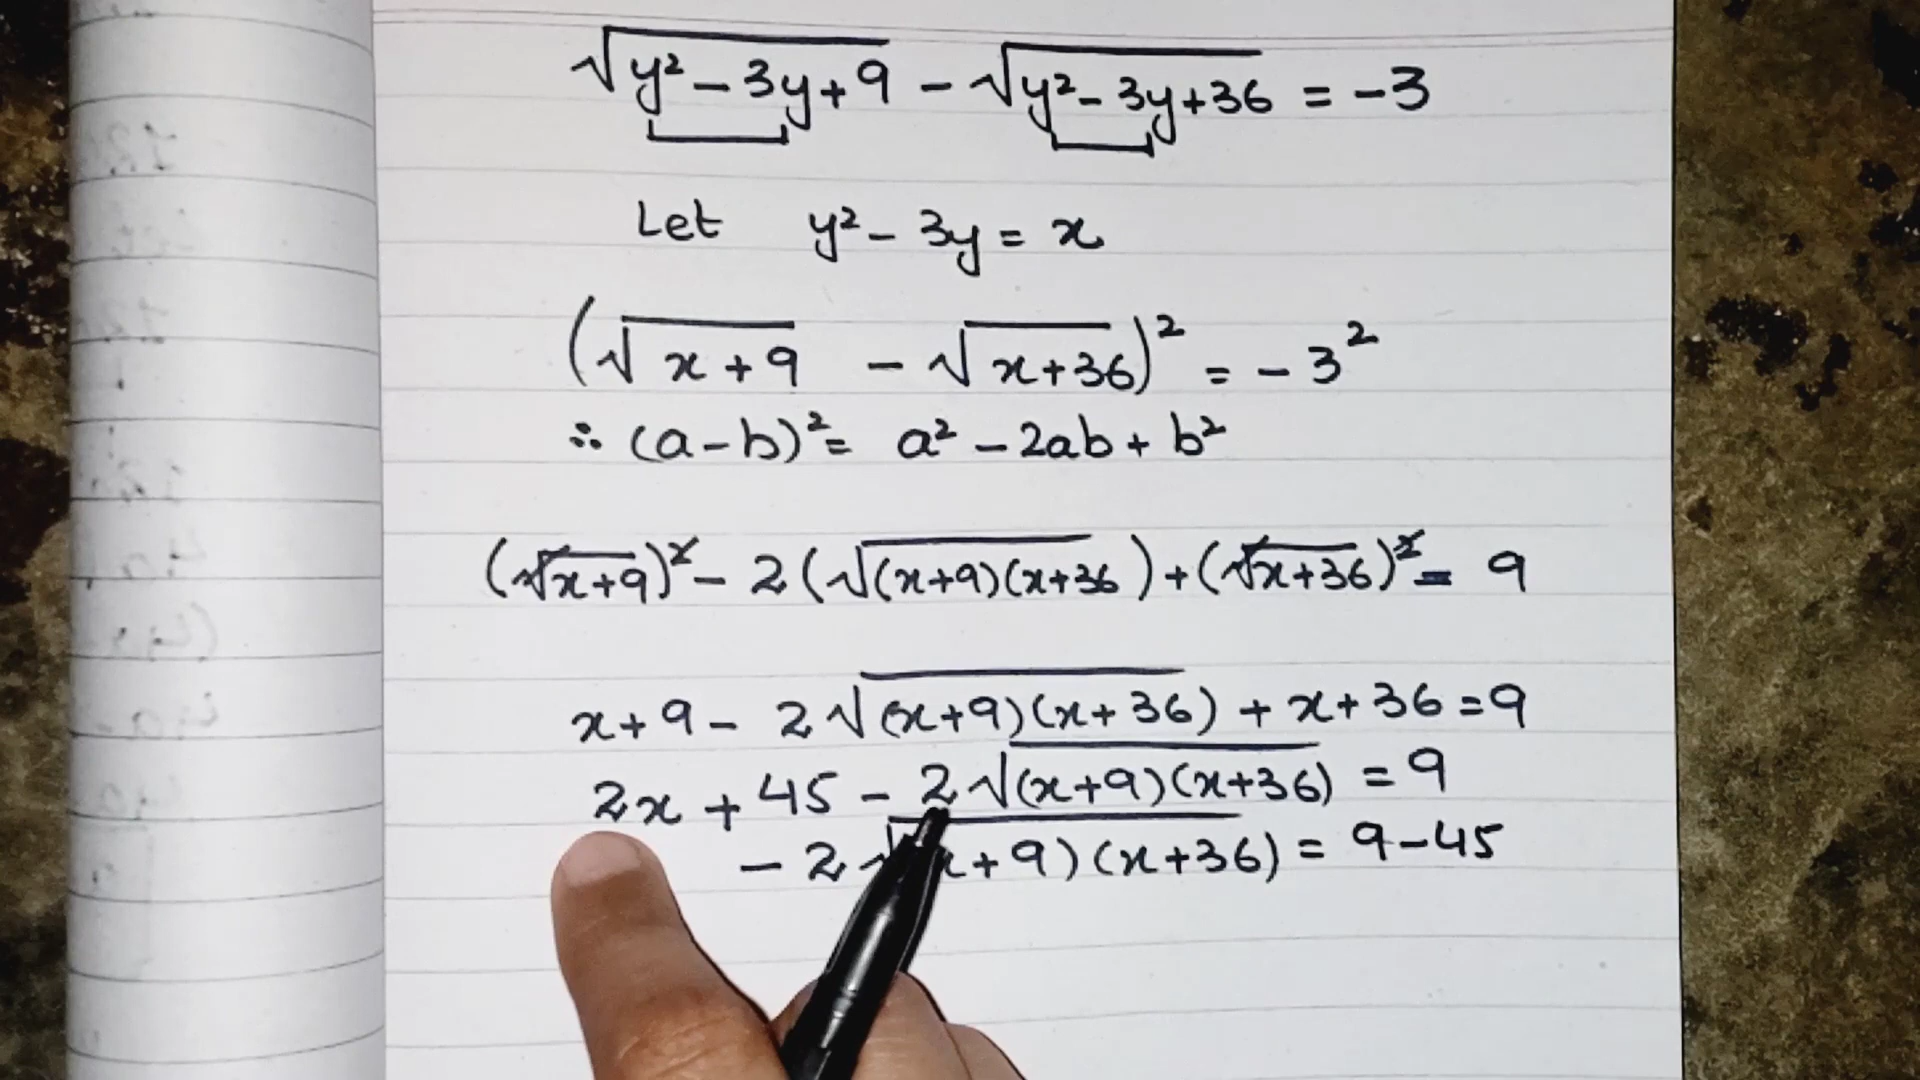 √(y² - 3y + 9) - √(y² - 3y + 36) = -3
Let y² - 3y = x
(√(x + 9) - √(x + 36))² = -3²
∴ (a - b)² = a² - 2ab + b²
(√(x + 9))² - 2(√((x + 9)(x + 36))) + (√(x + 36))² = 9
x + 9 - 2√((x + 9)(x + 36)) + x + 36 = 9
2x + 45 - 2√((x + 9)(x + 36)) = 9
- 2√((x + 9)(x + 36)) = 9 - 45